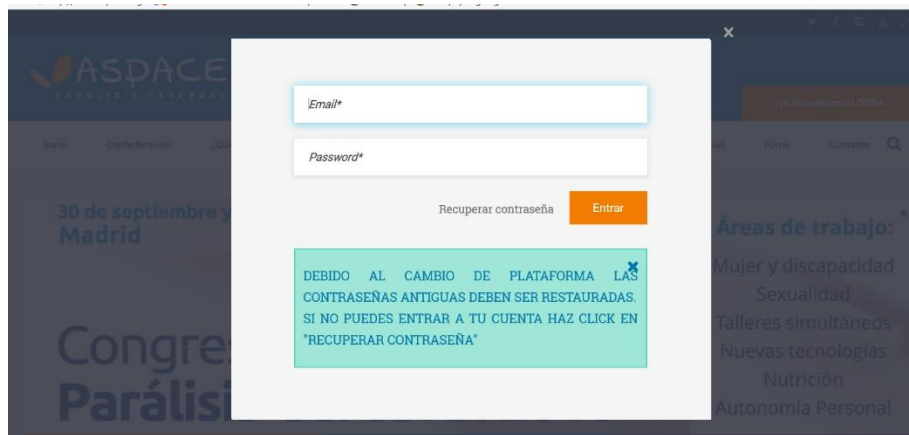 ASPACE
Inicio Confederación
Foros Contacto
30 de septiembre y
Madrid
Congre
Parálisi
Email*
Password*
Recuperar contraseña Entrar
DEBIDO AL CAMBIO DE PLATAFORMA LAS
CONTRASEÑAS ANTIGUAS DEBEN SER RESTAURADAS.
SI NO PUEDES ENTRAR A TU CUENTA HAZ CLICK EN
"RECUPERAR CONTRASEÑA"
Áreas de trabajo:
Mujer y discapacidad
Sexualidad
Talleres simultáneos
Nuevas tecnologías
Nutrición
Autonomía Personal